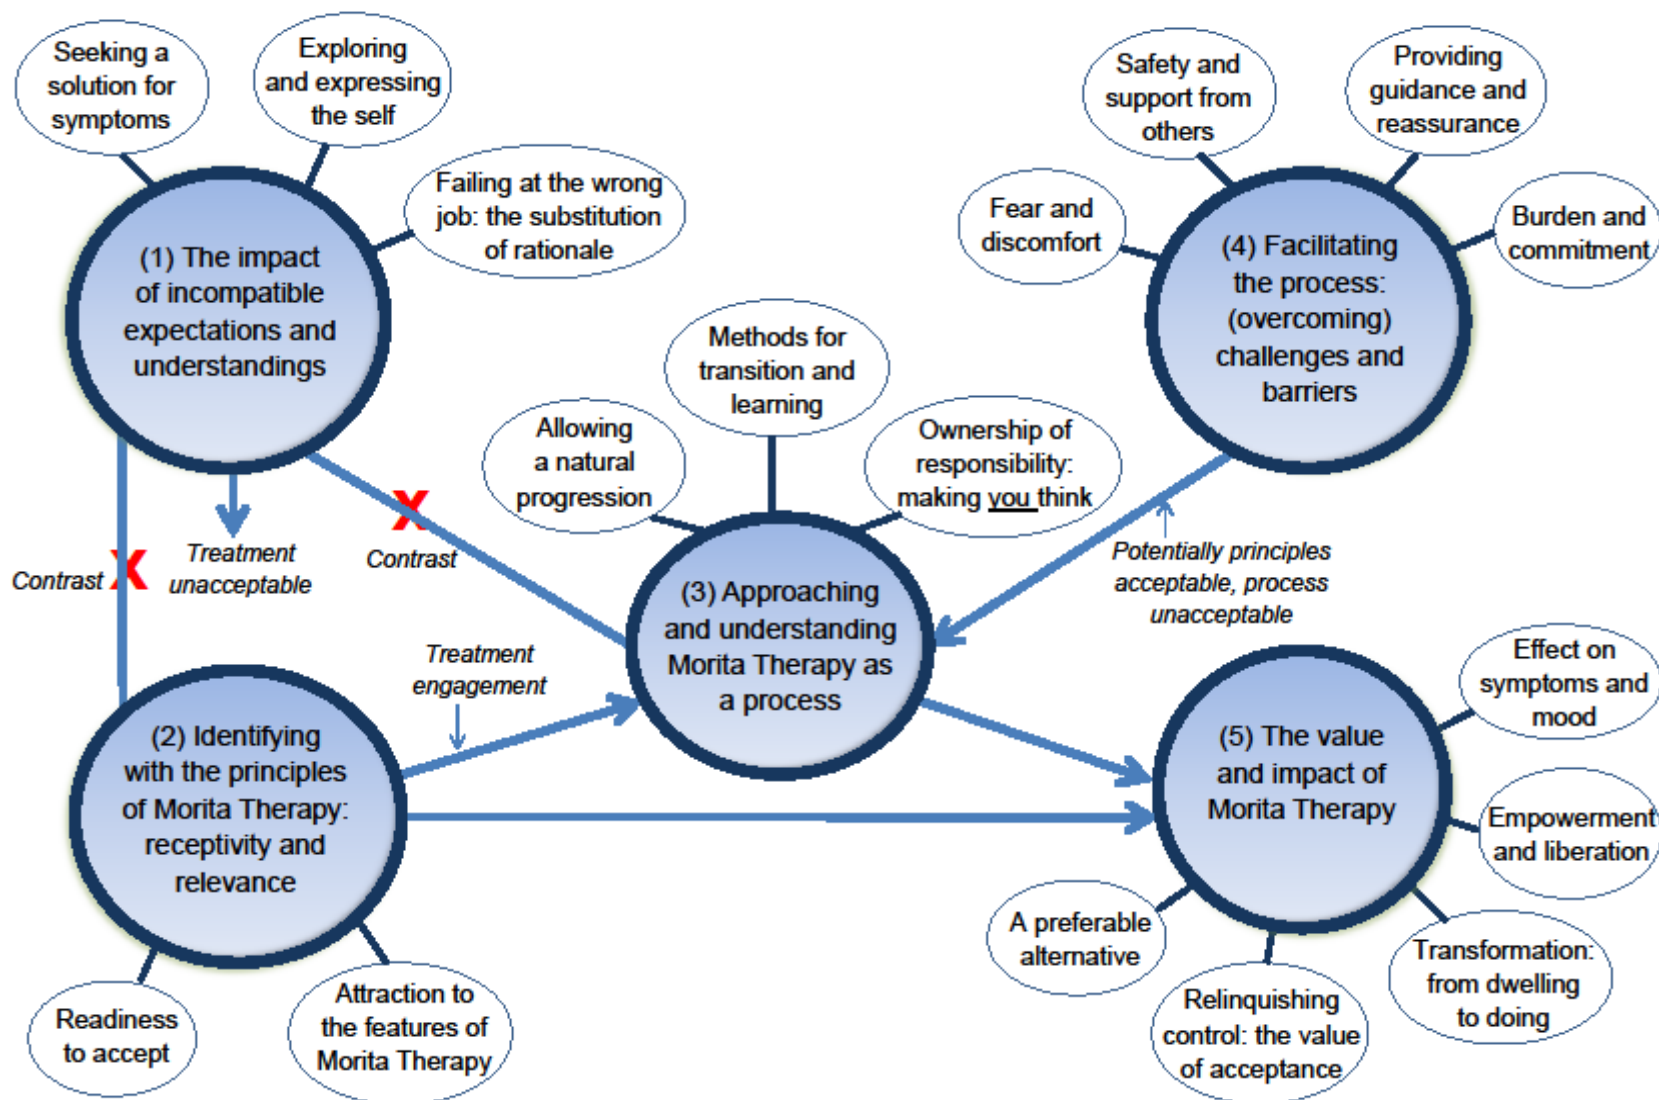 Seeking a
solution for
symptoms
Exploring
and expressing
the self
Failing at the wrong
job: the substitution
of rationale
(1) The impact
of incompatible
expectations and
understandings
Safety and
support from
others
Providing
guidance and
reassurance
Fear and
discomfort
Burden and
commitment
(4) Facilitating
the process:
(overcoming)
challenges and
barriers
Methods for
transition and
learning
Allowing
a natural
progression
Ownership of
responsibility:
making you think
X
Contrast
Contrast
X
Treatment
unacceptable
Potentially principles
acceptable, process
unacceptable
(3) Approaching
and understanding
Morita Therapy as
a process
Treatment
engagement
(2) Identifying
with the principles
of Morita Therapy:
receptivity and
relevance
Readiness
to accept
Attraction to
the features of
Morita Therapy
(5) The value
and impact of
Morita Therapy
Effect on
symptoms and
mood
Empowerment
and liberation
A preferable
alternative
Relinquishing
control: the value
of acceptance
Transformation:
from dwelling
to doing